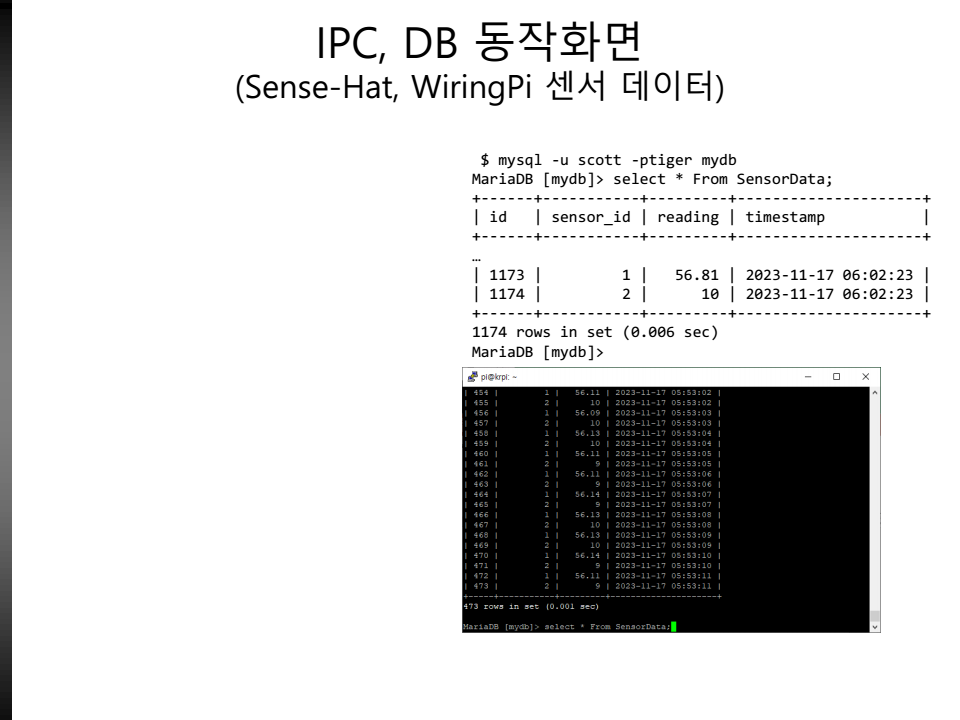 IPC, DB 동작화면
(Sense-Hat, WiringPi 센서 데이터)
$ mysql -u scott -ptiger mydb
MariaDB [mydb]> select * From SensorData;
+------+-----------+---------+---------------------+
| id   | sensor_id | reading | timestamp           |
+------+-----------+---------+---------------------+
…
| 1173 |         1 |   56.81 | 2023-11-17 06:02:23 |
| 1174 |         2 |      10 | 2023-11-17 06:02:23 |
+------+-----------+---------+---------------------+
1174 rows in set (0.006 sec)
MariaDB [mydb]>
pi@krpi: ~
| 454 |         1 |   56.11 | 2023-11-17 05:53:02 |
| 455 |         2 |      10 | 2023-11-17 05:53:02 |
| 456 |         1 |   56.09 | 2023-11-17 05:53:03 |
| 457 |         2 |      10 | 2023-11-17 05:53:03 |
| 458 |         1 |   56.13 | 2023-11-17 05:53:04 |
| 459 |         2 |      10 | 2023-11-17 05:53:04 |
| 460 |         1 |   56.11 | 2023-11-17 05:53:05 |
| 461 |         2 |       9 | 2023-11-17 05:53:05 |
| 462 |         1 |   56.11 | 2023-11-17 05:53:06 |
| 463 |         2 |       9 | 2023-11-17 05:53:06 |
| 464 |         1 |   56.14 | 2023-11-17 05:53:07 |
| 465 |         2 |       9 | 2023-11-17 05:53:07 |
| 466 |         1 |   56.13 | 2023-11-17 05:53:08 |
| 467 |         2 |      10 | 2023-11-17 05:53:08 |
| 468 |         1 |   56.13 | 2023-11-17 05:53:09 |
| 469 |         2 |      10 | 2023-11-17 05:53:09 |
| 470 |         1 |   56.14 | 2023-11-17 05:53:10 |
| 471 |         2 |       9 | 2023-11-17 05:53:10 |
| 472 |         1 |   56.11 | 2023-11-17 05:53:11 |
| 473 |         2 |       9 | 2023-11-17 05:53:11 |
+-----+-----------+---------+---------------------+
473 rows in set (0.001 sec)
MariaDB [mydb]> select * From SensorData;